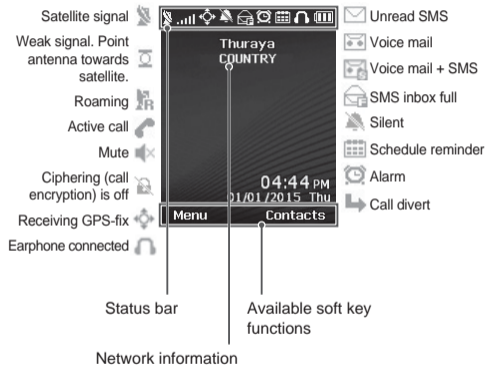 Satellite signal
Weak signal. Point
antenna towards
satellite.
Roaming
Active call
Mute
Ciphering (call
encryption) is off
Receiving GPS-fix
Earphone connected
Thuraya
COUNTRY
04:44 PM
01/01/2015 Thu
Menu Contacts
Unread SMS
Voice mail
Voice mail + SMS
SMS inbox full
Silent
Schedule reminder
Alarm
Call divert
Status bar
Available soft key
functions
Network information